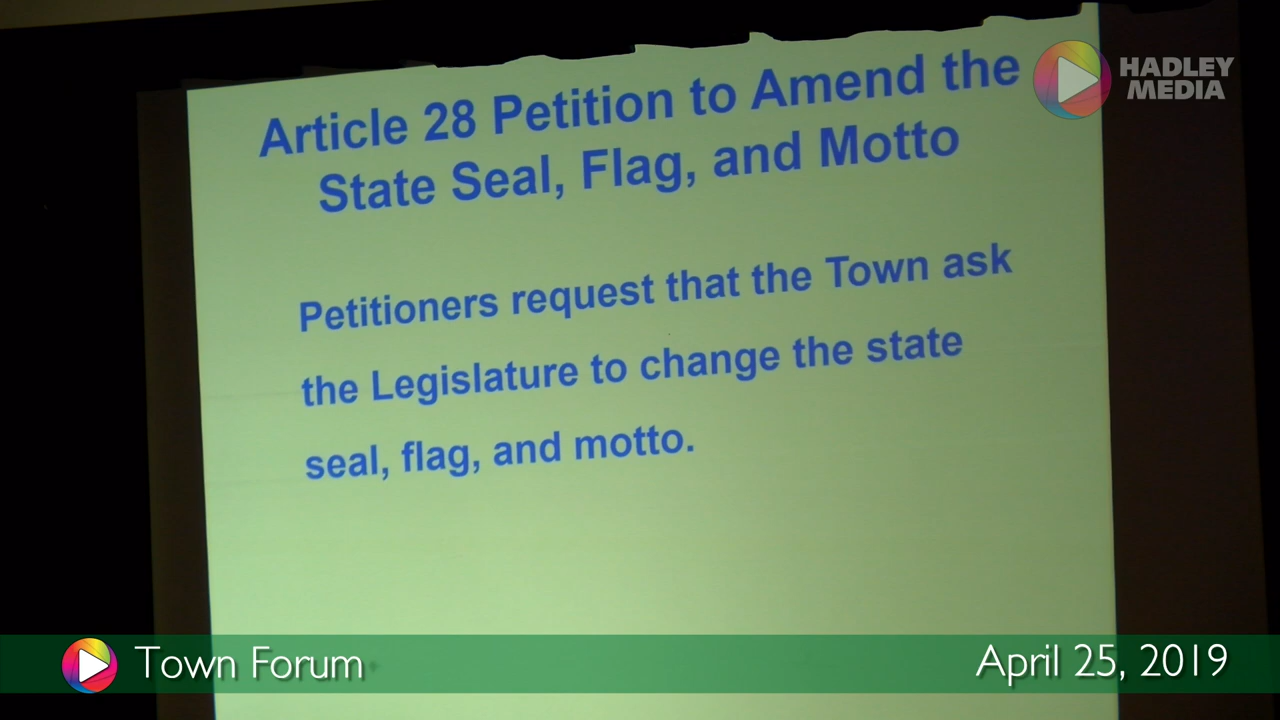 HADLEY
MEDIA
Article 28 Petition to Amend the
State Seal, Flag, and Motto
Petitioners request that the Town ask
the Legislature to change the state
seal, flag, and motto.
Town Forum
April 25, 2019